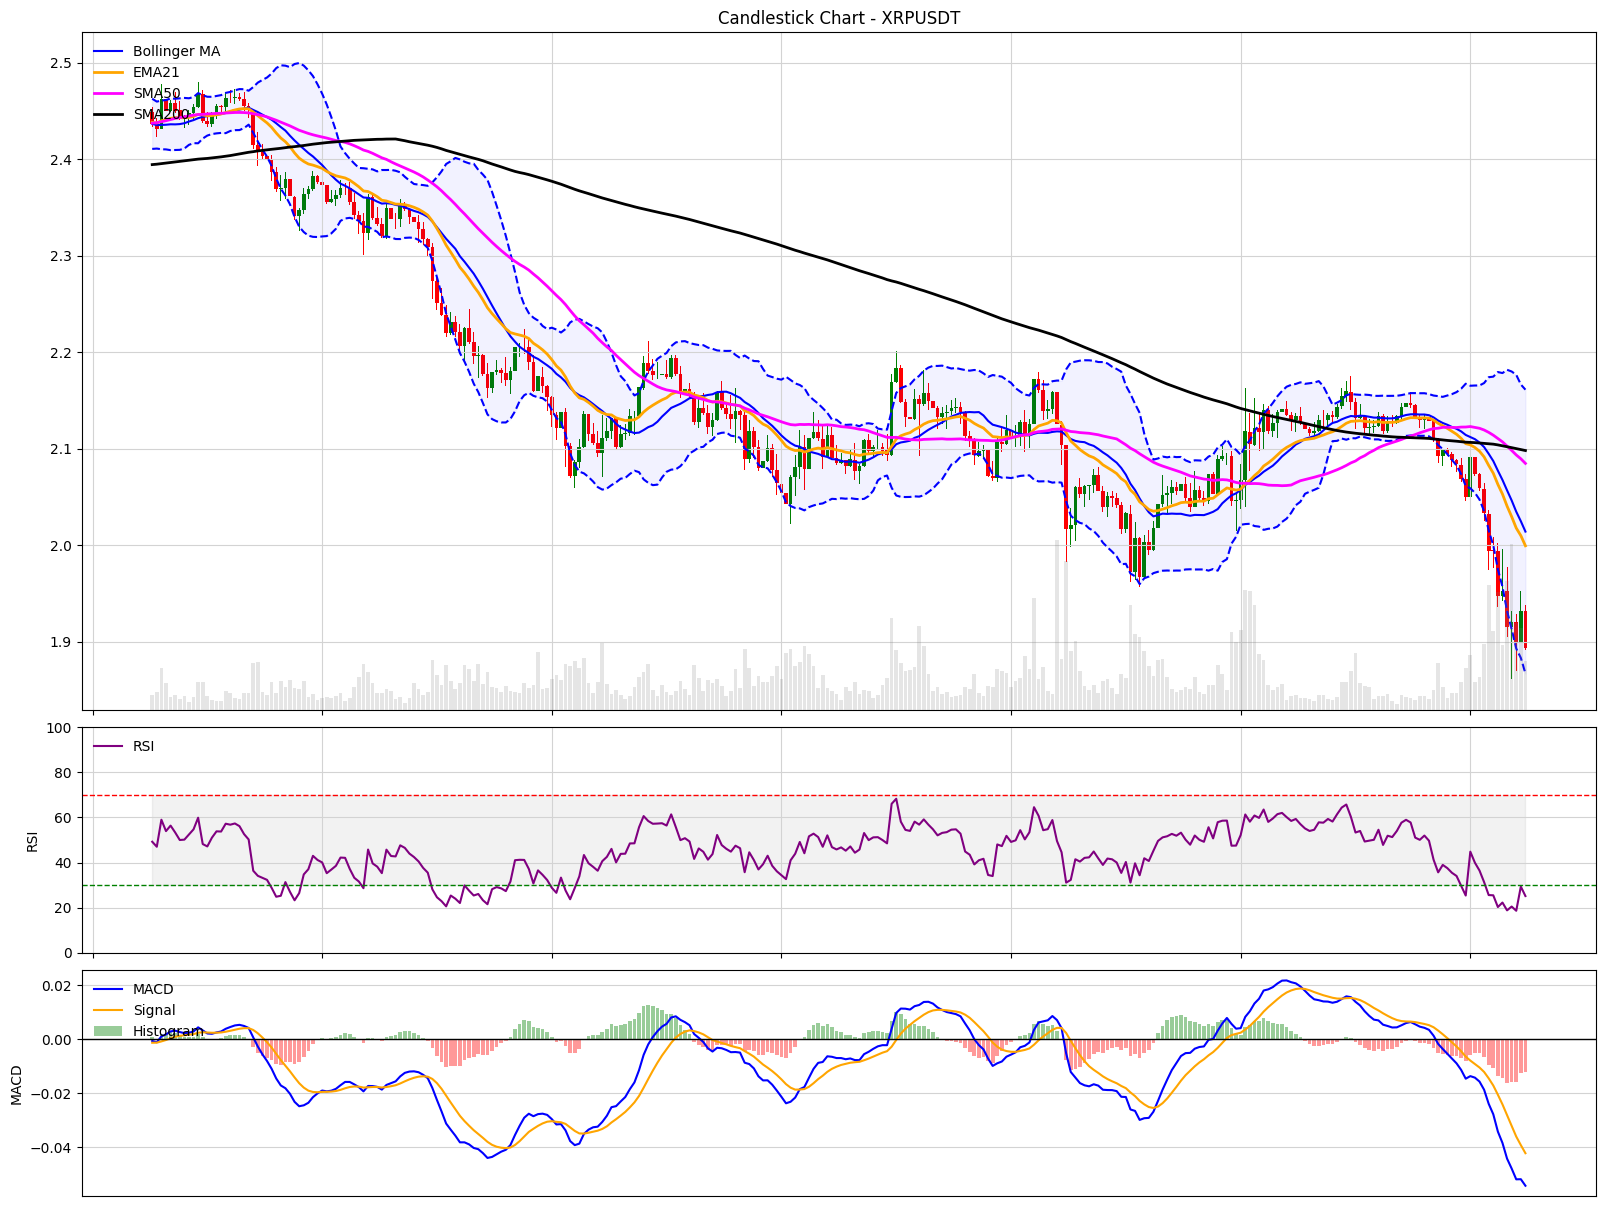 Candlestick Chart - XRPUSDT
Bollinger MA
EMA21
SMA50
SMA200
2.5
2.4
2.3
2.2
2.1
2.0
1.9
RSI
RSI
100
80
60
40
20
0
MACD
Signal
Histogram
MACD
0.02
0.00
−0.02
−0.04